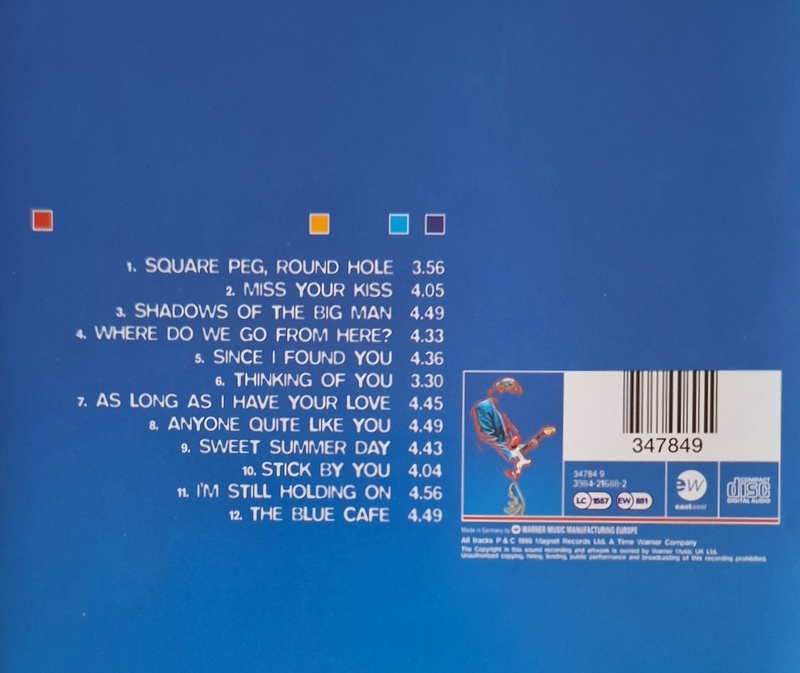 1. SQUARE PEG, ROUND HOLE 3.56
2. MISS YOUR KISS 4.05
3. SHADOWS OF THE BIG MAN 4.49
4. WHERE DO WE GO FROM HERE? 4.33
5. SINCE I FOUND YOU 4.36
6. THINKING OF YOU 3.30
7. AS LONG AS I HAVE YOUR LOVE 4.45
8. ANYONE QUITE LIKE YOU 4.49
9. SWEET SUMMER DAY 4.43
10. STICK BY YOU 4.04
11. I'M STILL HOLDING ON 4.56
12. THE BLUE CAFE 4.49
347849
34784 9
3984-21688-2
LC 1557 EW 881
ew
eastwest
COMPACT
disc
DIGITAL AUDIO
Made in Germany by WARNER MUSIC MANUFACTURING EUROPE
All tracks P & C 1998 Magnet Records Ltd. A Time Warner Company
The Copyright in this sound recording and artwork is owned by Warner Music UK Ltd.
Unauthorised copying, hiring, lending, public performance and broadcasting of this recording prohibited.